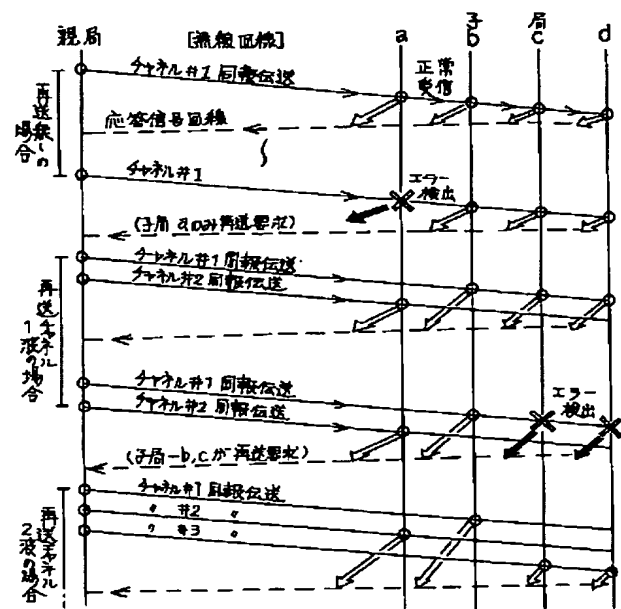 親局
[無線回線]
子局
a
b
c
d
再送無しの場合
チャネル#1 同報伝送
正常受信
応答信号回線
チャネル#1
エラー検出
(子局 aのみ再送要求)
再送チャネル1波の場合
チャネル#1同報伝送
チャネル#2同報伝送
チャネル#1同報伝送
チャネル#2同報伝送
エラー検出
(子局-b,cが再送要求)
再送チャネル2波の場合
チャネル#1同報伝送
〃 #2 〃
〃 #3 〃